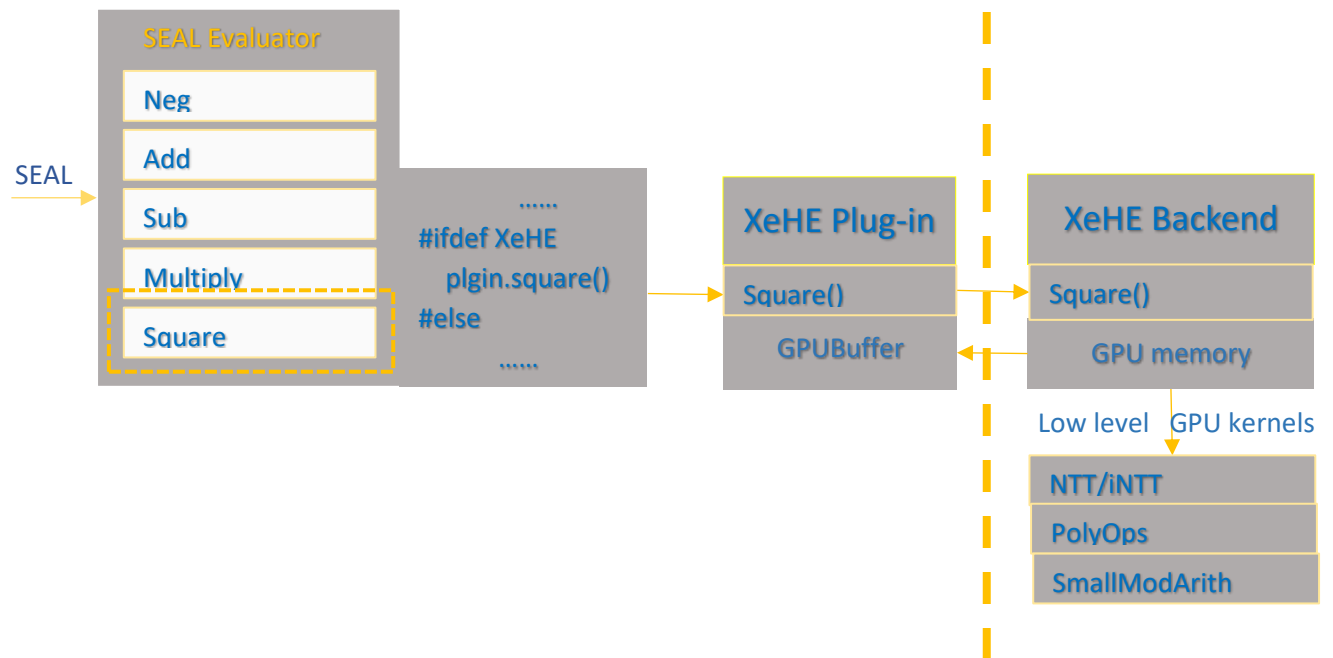 SEAL Evaluator
Neg
Add
Sub
Multiply
Square
SEAL
......
#ifdef XeHE
plgin.square()
#else
......
XeHE Plug-in
Square()
GPUBuffer
XeHE Backend
Square()
GPU memory
Low level GPU kernels
NTT/iNTT
PolyOps
SmallModArith